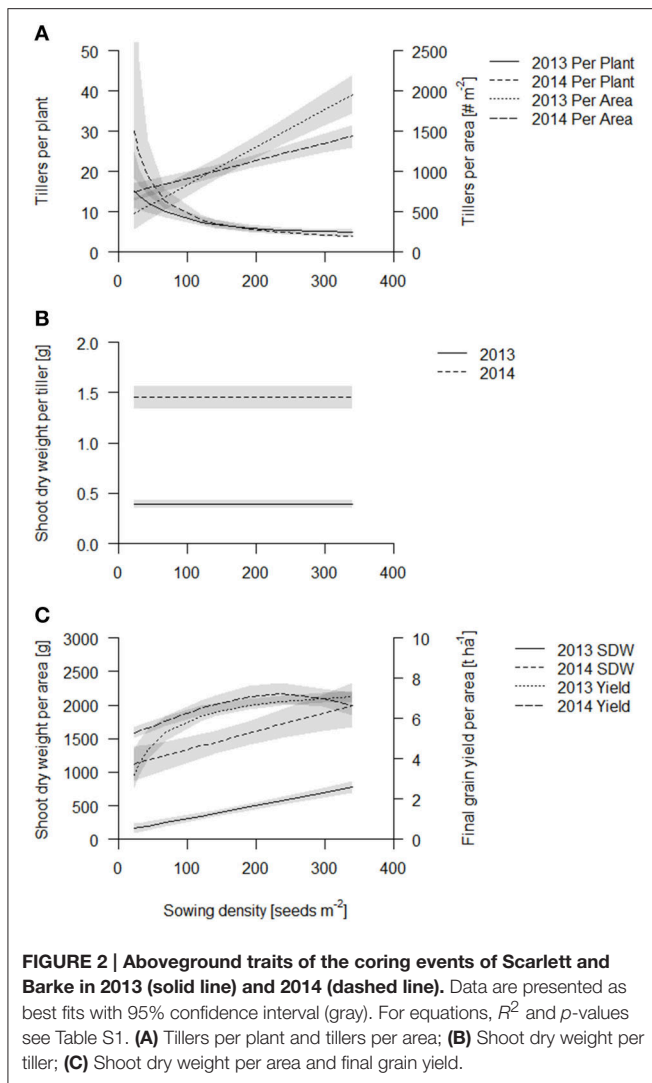 A
Tillers per plant
50
40
30
20
10
0
2500
2000
1500
1000
500
0
Tillers per area [# m⁻²]
2013 Per Plant
2014 Per Plant
2013 Per Area
2014 Per Area
0 100 200 300 400
B
Shoot dry weight per tiller [g]
2.0
1.5
1.0
0.5
0.0
2013
2014
0 100 200 300 400
C
Shoot dry weight per area [g]
3000
2500
2000
1500
1000
500
0
10
8
6
4
2
0
Final grain yield per area [t ha⁻¹]
2013 SDW
2014 SDW
2013 Yield
2014 Yield
0 100 200 300 400
Sowing density [seeds m⁻²]
FIGURE 2 | Aboveground traits of the coring events of Scarlett and
Barke in 2013 (solid line) and 2014 (dashed line). Data are presented as
best fits with 95% confidence interval (gray). For equations, R² and p-values
see Table S1. (A) Tillers per plant and tillers per area; (B) Shoot dry weight per
tiller; (C) Shoot dry weight per area and final grain yield.